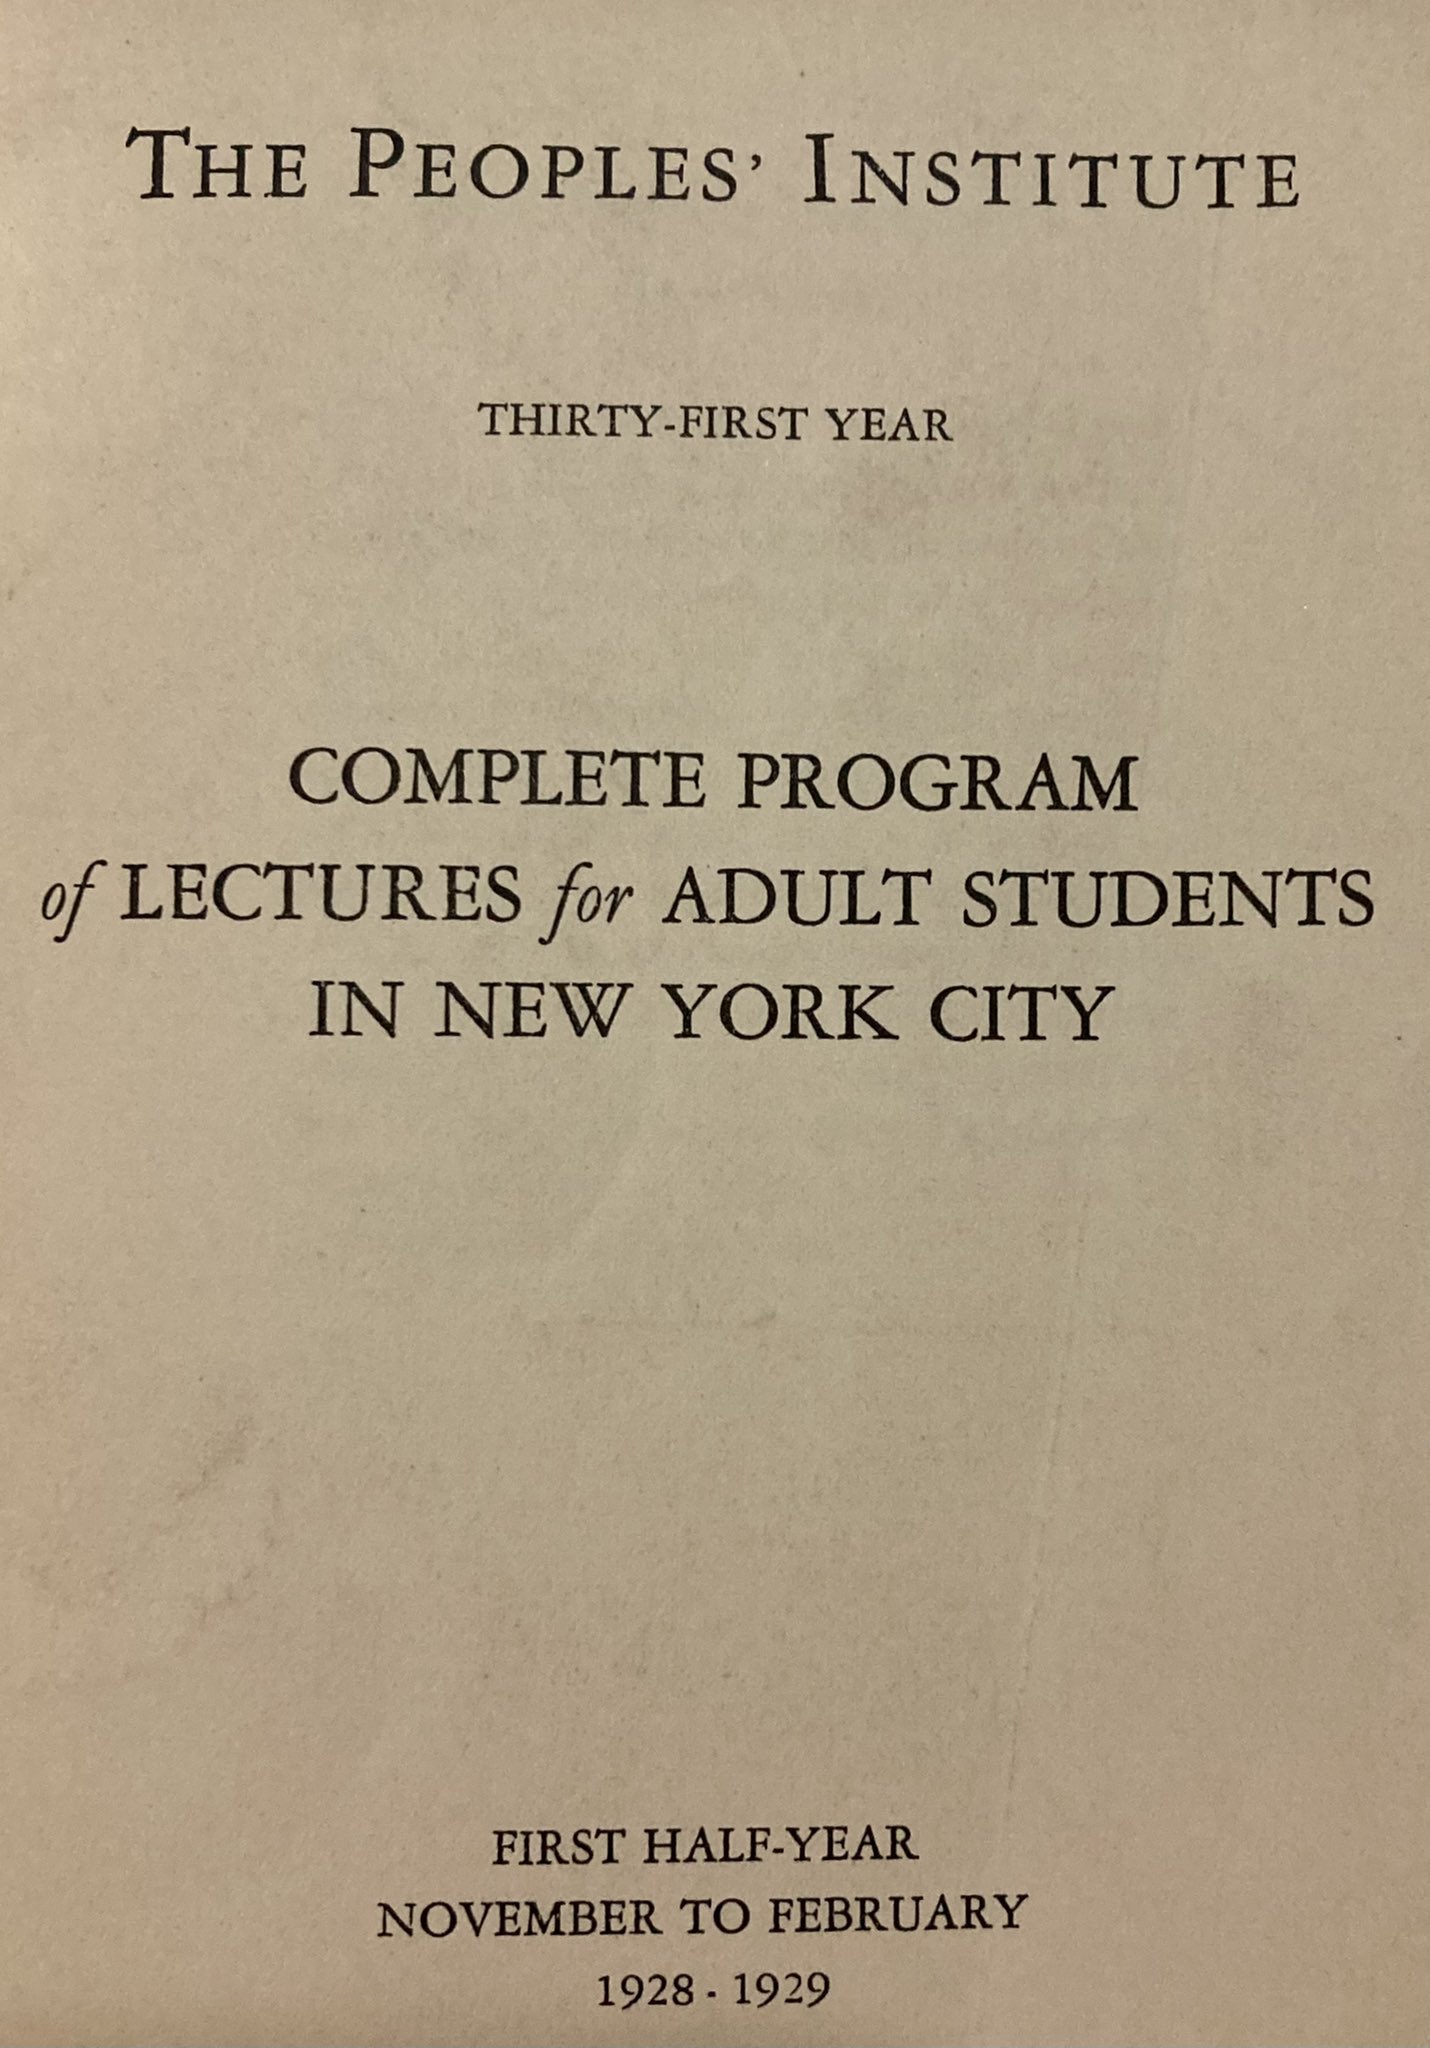 THE PEOPLES' INSTITUTE
THIRTY-FIRST YEAR
COMPLETE PROGRAM
of LECTURES for ADULT STUDENTS
IN NEW YORK CITY
FIRST HALF-YEAR
NOVEMBER TO FEBRUARY
1928 · 1929